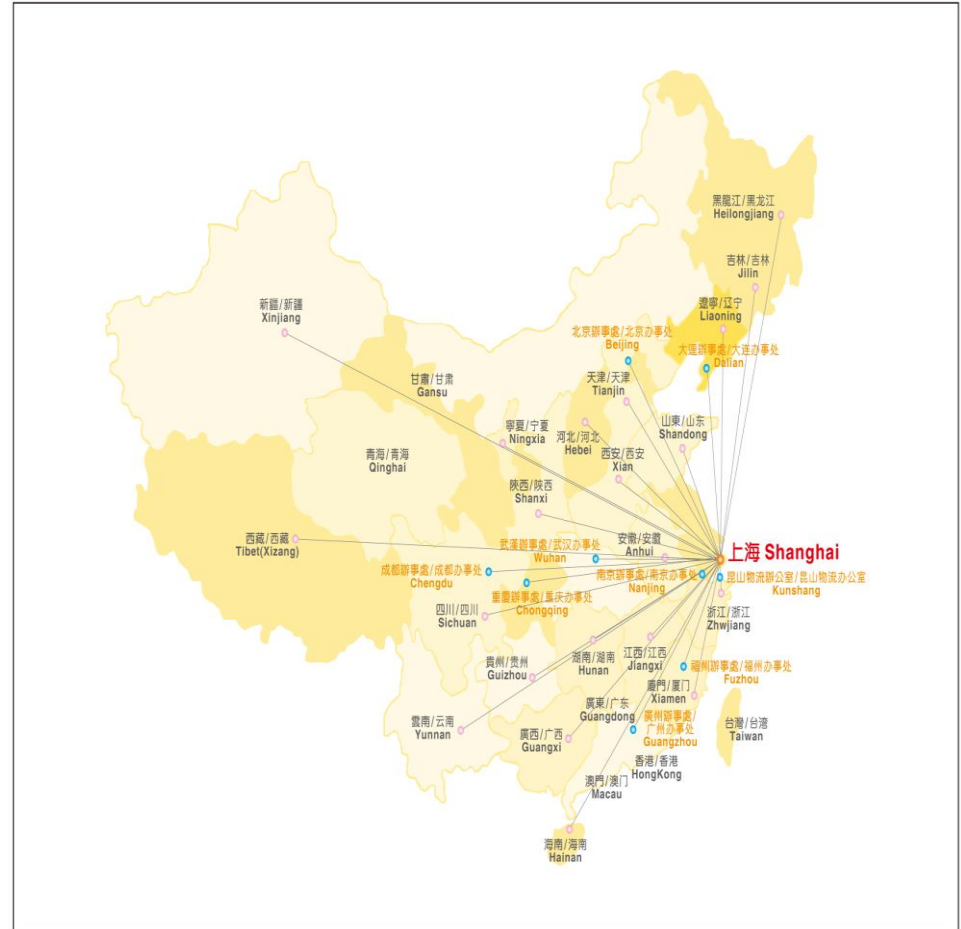 黑龍江/黑龙江
Heilongjiang
吉林/吉林
Jilin
遼寧/辽宁
Liaoning
新疆/新疆
Xinjiang
北京辦事處/北京办事处
Beijing
大連辦事處/大连办事处
Dalian
甘肅/甘肃
Gansu
天津/天津
Tianjin
寧夏/宁夏
Ningxia
河北/河北
Hebei
山東/山东
Shandong
青海/青海
Qinghai
西安/西安
Xian
陝西/陕西
Shanxi
西藏/西藏
Tibet(Xizang)
武漢辦事處/武汉办事处
Wuhan
安徽/安徽
Anhui
上海 Shanghai
成都辦事處/成都办事处
Chengdu
南京辦事處/南京办事处
Nanjing
昆山物流辦公室/昆山物流办公室
Kunshang
重慶辦事處/重庆办事处
Chongqing
四川/四川
Sichuan
浙江/浙江
Zhwjiang
湖南/湖南
Hunan
江西/江西
Jiangxi
貴州/贵州
Guizhou
福州辦事處/福州办事处
Fuzhou
廈門/厦门
Xiamen
廣東/广东
Guangdong
雲南/云南
Yunnan
廣西/广西
Guangxi
廣州辦事處/
广州办事处
Guangzhou
台灣/台湾
Taiwan
香港/香港
HongKong
澳門/澳门
Macau
海南/海南
Hainan